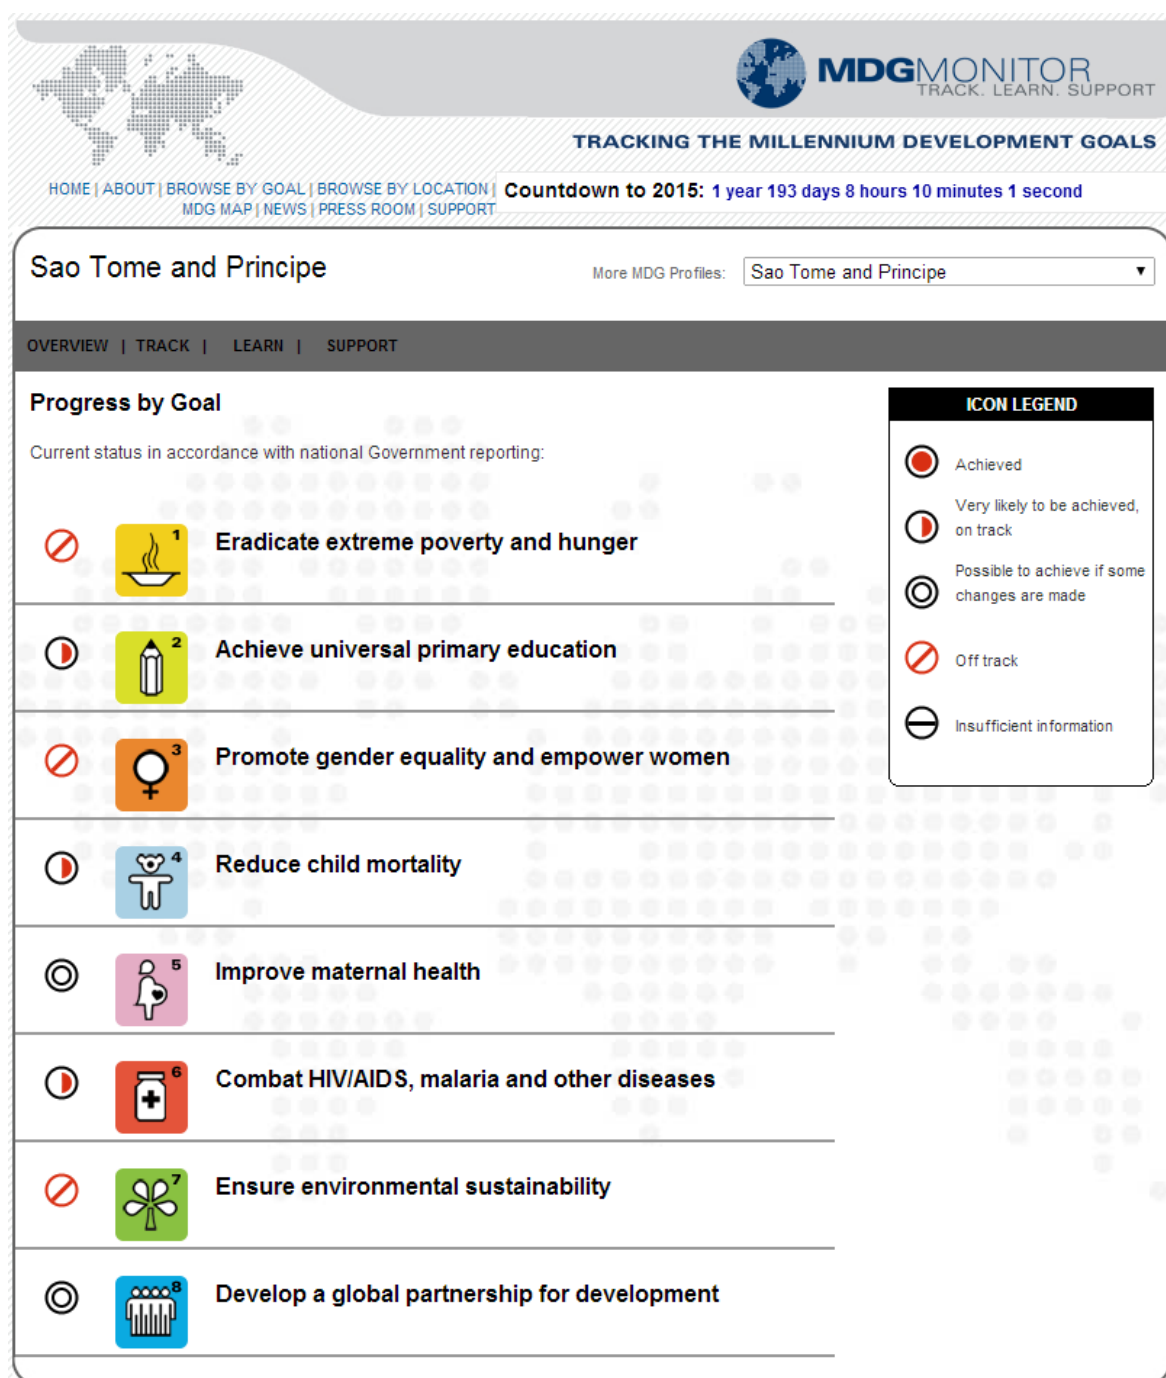 MDGMONITOR
TRACK. LEARN. SUPPORT
TRACKING THE MILLENNIUM DEVELOPMENT GOALS
HOME | ABOUT | BROWSE BY GOAL | BROWSE BY LOCATION |
MDG MAP | NEWS | PRESS ROOM | SUPPORT
Countdown to 2015: 1 year 193 days 8 hours 10 minutes 1 second
Sao Tome and Principe
More MDG Profiles: Sao Tome and Principe
OVERVIEW | TRACK | LEARN | SUPPORT
Progress by Goal
Current status in accordance with national Government reporting:
1 Eradicate extreme poverty and hunger
2 Achieve universal primary education
3 Promote gender equality and empower women
4 Reduce child mortality
5 Improve maternal health
6 Combat HIV/AIDS, malaria and other diseases
7 Ensure environmental sustainability
8 Develop a global partnership for development
ICON LEGEND
Achieved
Very likely to be achieved,
on track
Possible to achieve if some
changes are made
Off track
Insufficient information